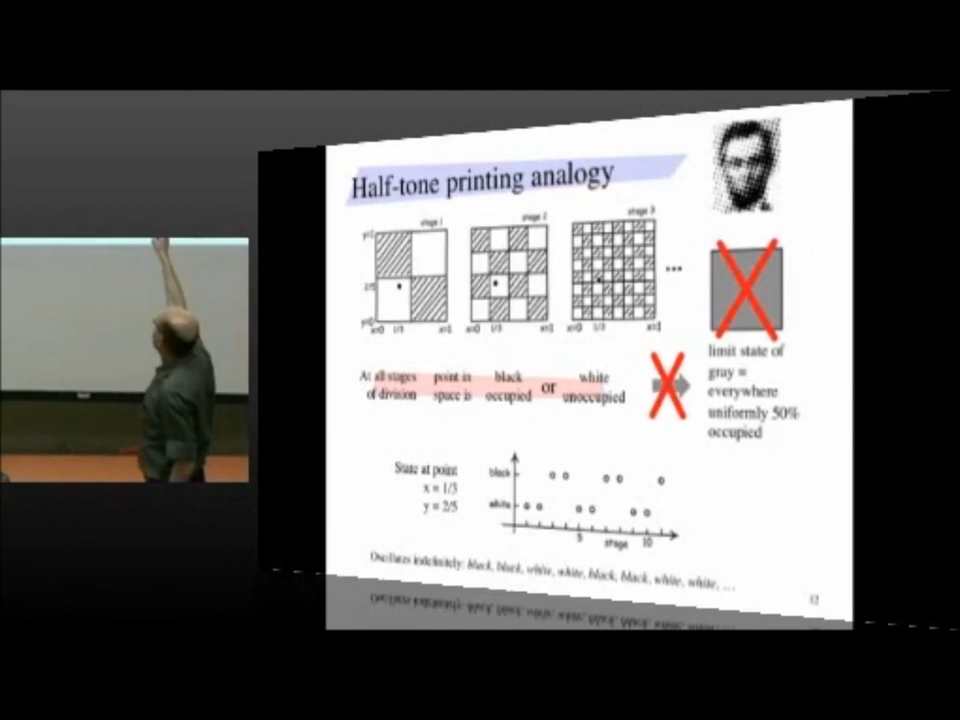 Half-tone printing analogy
stage 1
stage 2
stage 3
y=1
2/5
y=0
x=0 1/3 x=1
x=0 1/3 x=1
x=0 1/3 x=1
...
At all stages of division
point in space is
black occupied
or
white unoccupied
limit state of
gray =
everywhere
uniformly 50%
occupied
State at point
x = 1/3
y = 2/5
black
white
5
stage
10
Oscillates indefinitely: black, black, white, white, black, black, white, white, ...
12